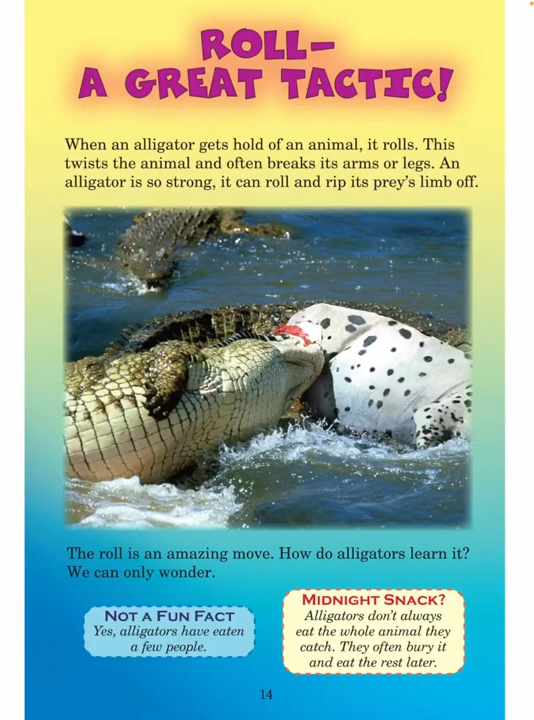 ROLL–
A GREAT TACTIC!
When an alligator gets hold of an animal, it rolls. This
twists the animal and often breaks its arms or legs. An
alligator is so strong, it can roll and rip its prey's limb off.
The roll is an amazing move. How do alligators learn it?
We can only wonder.
NOT A FUN FACT
Yes, alligators have eaten
a few people.
MIDNIGHT SNACK?
Alligators don't always
eat the whole animal they
catch. They often bury it
and eat the rest later.
14